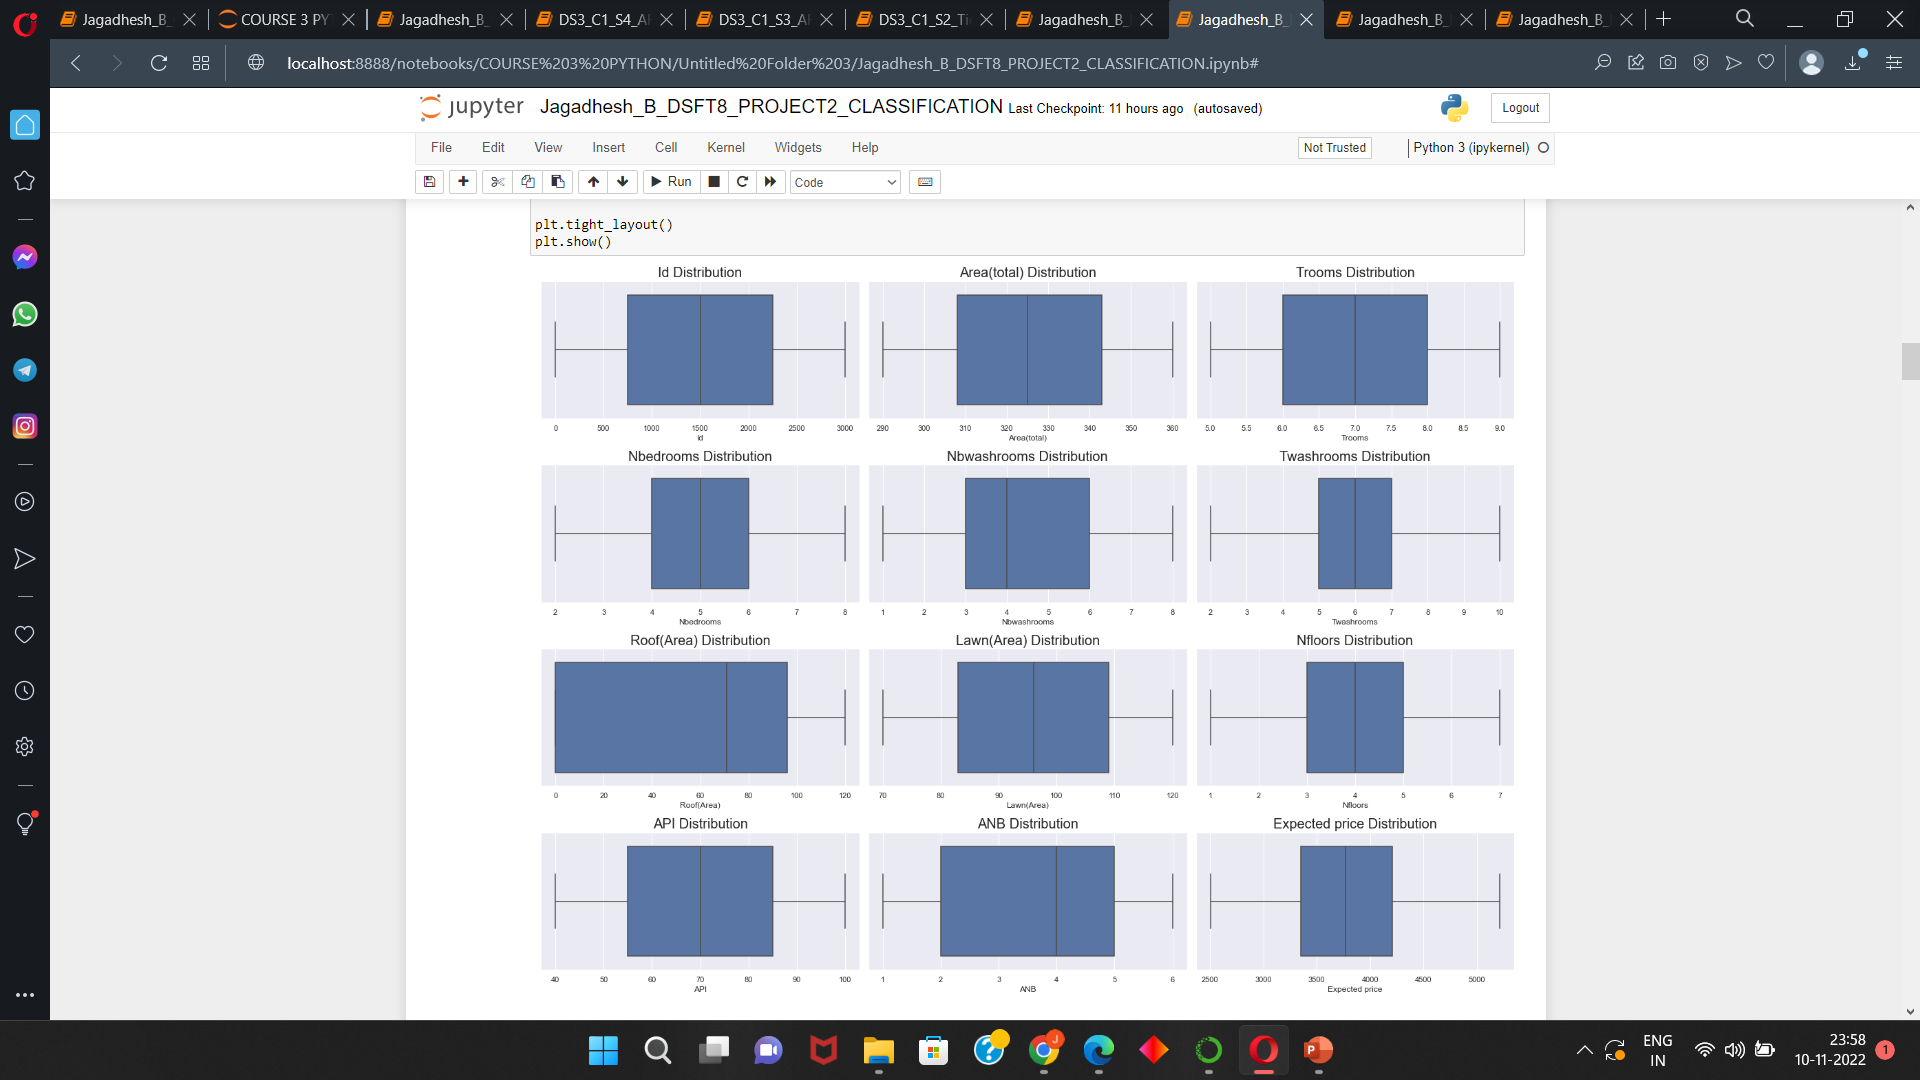 Jagadhesh_B_
COURSE 3 PY
Jagadhesh_B_
DS3_C1_S4_A
DS3_C1_S3_A
DS3_C1_S2_Ti
Jagadhesh_B_
Jagadhesh_B_
Jagadhesh_B_
Jagadhesh_B_
localhost:8888/notebooks/COURSE%203%20PYTHON/Untitled%20Folder%203/Jagadhesh_B_DSFT8_PROJECT2_CLASSIFICATION.ipynb#
jupyter Jagadhesh_B_DSFT8_PROJECT2_CLASSIFICATION Last Checkpoint: 11 hours ago (autosaved)
Logout
File Edit View Insert Cell Kernel Widgets Help
Not Trusted
Python 3 (ipykernel)
Run
Code
plt.tight_layout()
plt.show()
Id Distribution
0 500 1000 1500 2000 2500 3000
Id
Area(total) Distribution
290 300 310 320 330 340 350 360
Area(total)
Trooms Distribution
5.0 5.5 6.0 6.5 7.0 7.5 8.0 8.5 9.0
Trooms
Nbedrooms Distribution
2 3 4 5 6 7 8
Nbedrooms
Nbwashrooms Distribution
1 2 3 4 5 6 7 8
Nbwashrooms
Twashrooms Distribution
2 3 4 5 6 7 8 9 10
Twashrooms
Roof(Area) Distribution
0 20 40 60 80 100 120
Roof(Area)
Lawn(Area) Distribution
70 80 90 100 110 120
Lawn(Area)
Nfloors Distribution
1 2 3 4 5 6 7
Nfloors
API Distribution
40 50 60 70 80 90 100
API
ANB Distribution
1 2 3 4 5 6
ANB
Expected price Distribution
2500 3000 3500 4000 4500 5000
Expected price
J
P
ENG
IN
23:58
10-11-2022
1